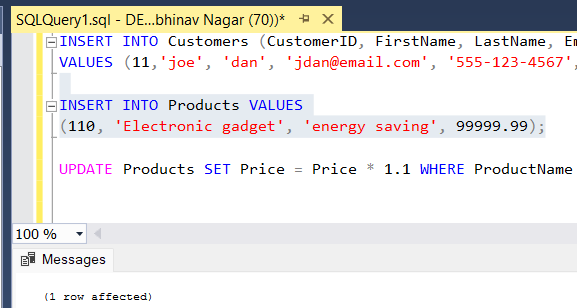 SQLQuery1.sql - DE...bhinav Nagar (70))*
INSERT INTO Customers (CustomerID, FirstName, LastName, Em
VALUES (11,'joe', 'dan', 'jdan@email.com', '555-123-4567',
INSERT INTO Products VALUES
(110, 'Electronic gadget', 'energy saving', 99999.99);
UPDATE Products SET Price = Price * 1.1 WHERE ProductName
100 %
Messages
(1 row affected)